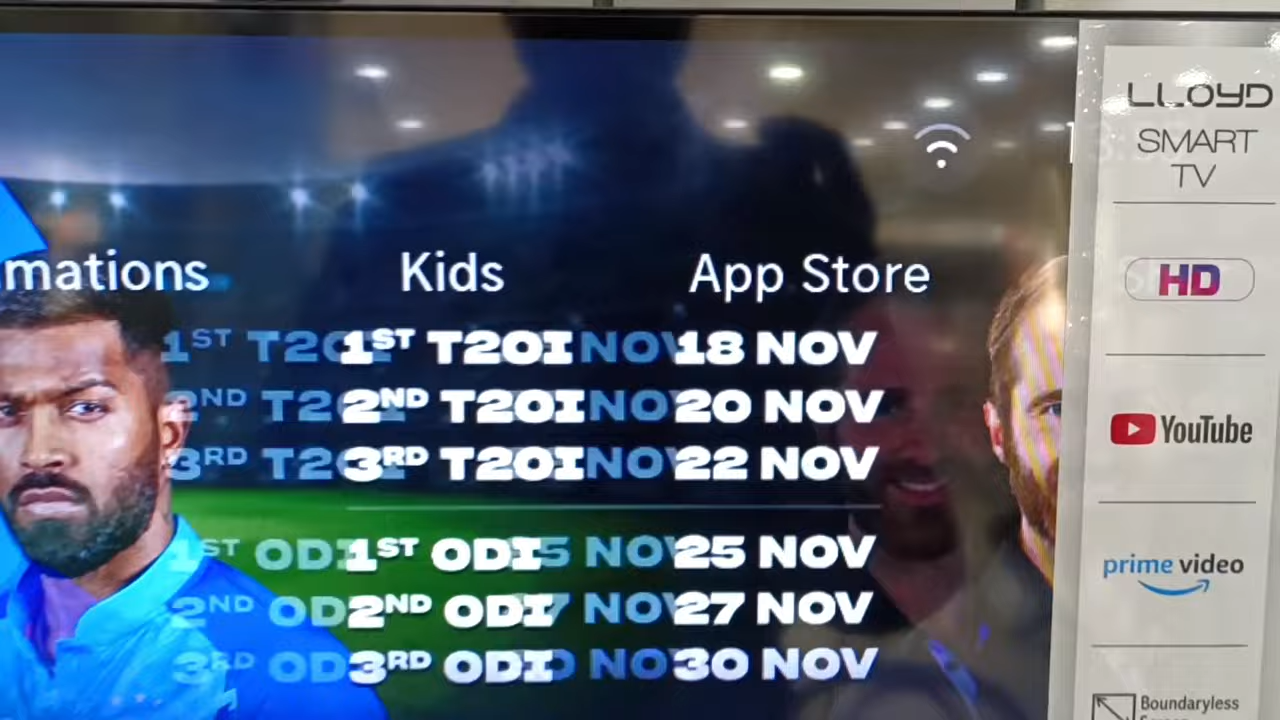 mations Kids App Store
1ST T20I 18 NOV
2ND T20I 20 NOV
3RD T20I 22 NOV
1ST ODI 25 NOV
2ND ODI 27 NOV
3RD ODI 30 NOV
LLOYD
SMART
TV
HD
YouTube
prime video
Boundaryless